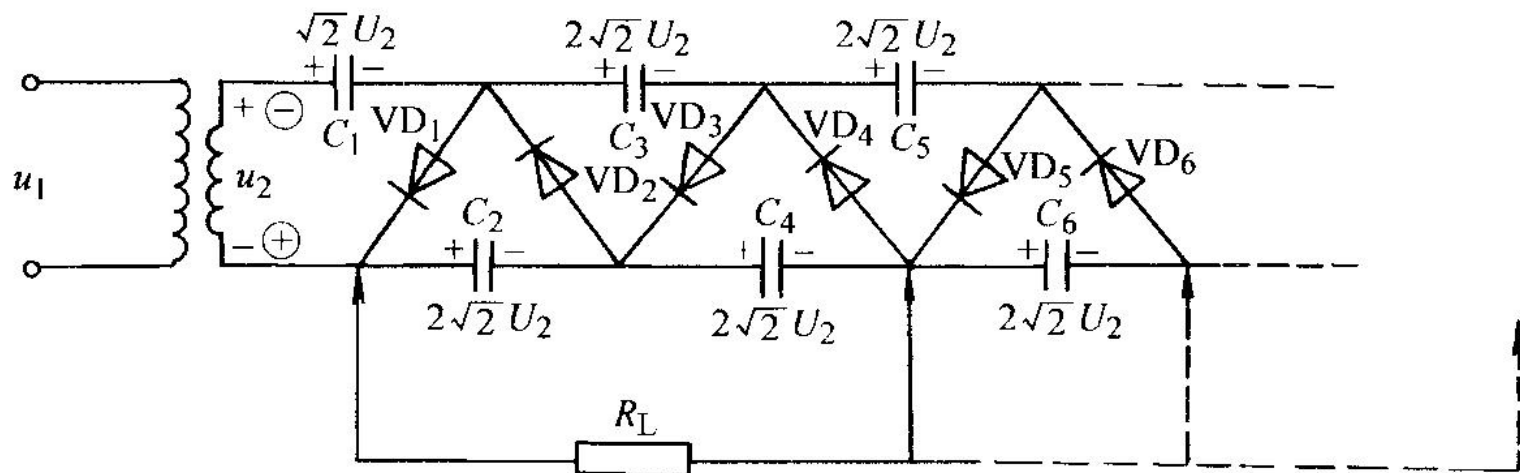 √2 U₂ 2√2 U₂ 2√2 U₂
+ − + − + −
+ ⊖ C₁ VD₁ C₃ VD₃ VD₄ C₅
u₁ u₂ VD₂ VD₅ VD₆
− ⊕ C₂ C₄ C₆
+ − + − + −
2√2 U₂ 2√2 U₂ 2√2 U₂
R_L